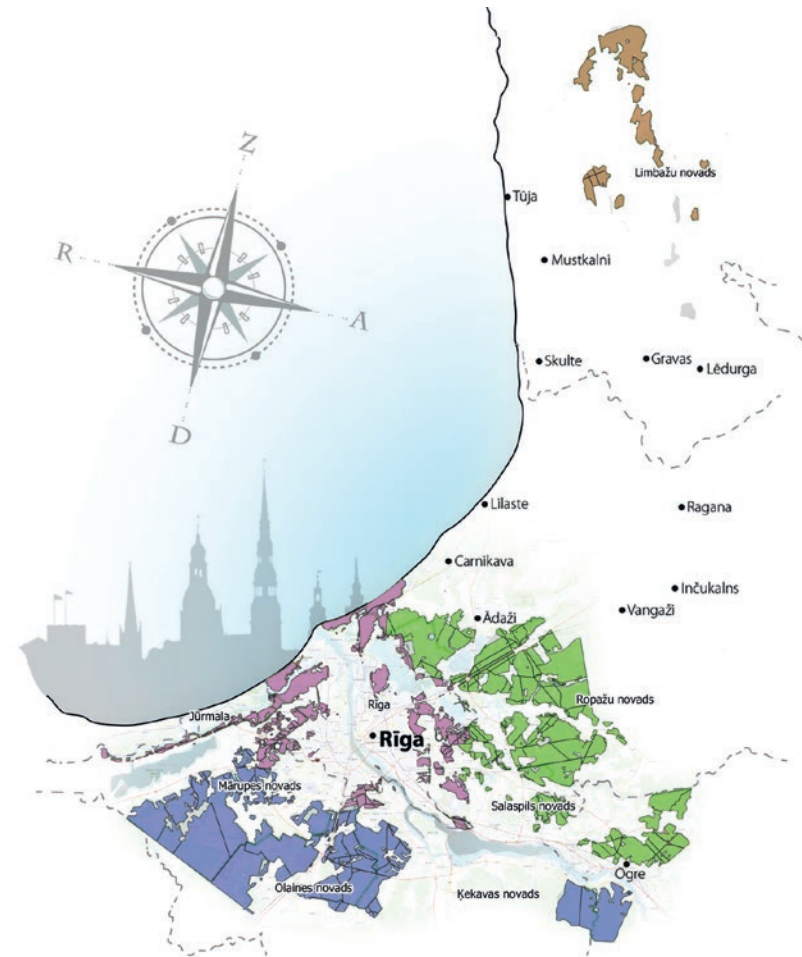 Z
R
A
D
Limbažu novads
Tūja
Mustkalni
Skulte
Gravas
Lēdurga
Lilaste
Ragana
Carnikava
Inčukalns
Vangaži
Ādaži
Ropažu novads
Jūrmala
Rīga
Rīga
Mārupes novads
Salaspils novads
Ogre
Olaines novads
Ķekavas novads